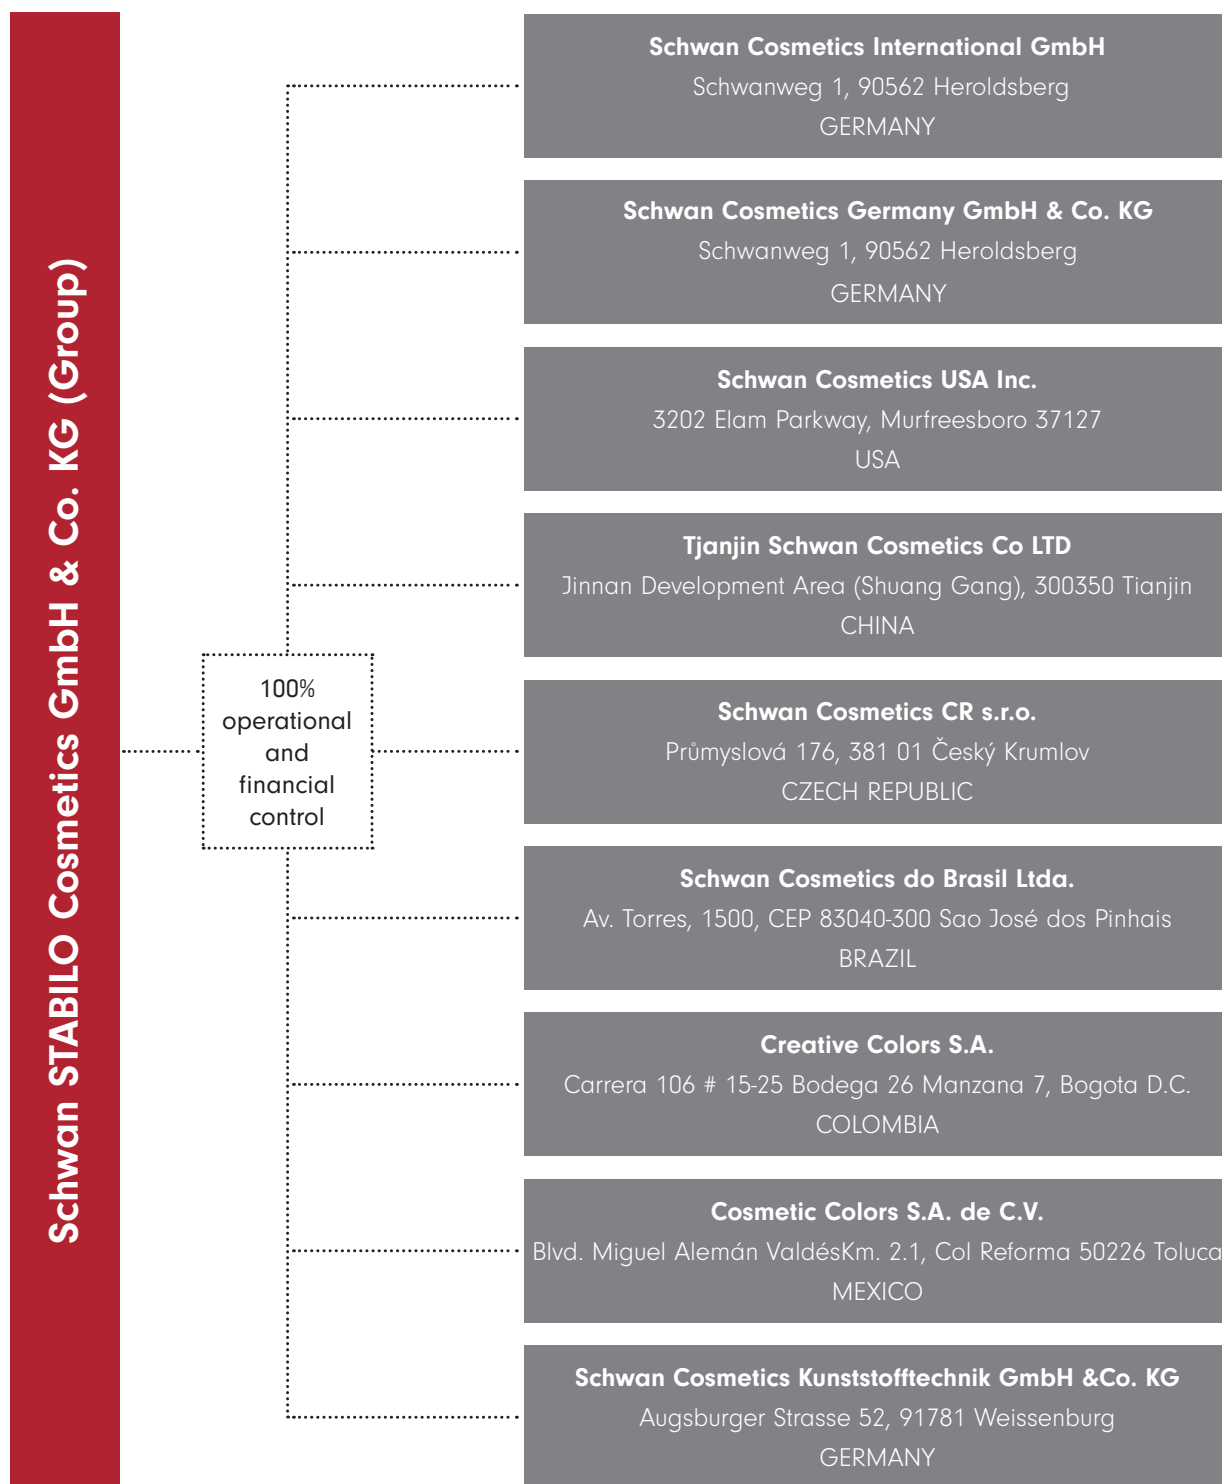 Schwan STABILO Cosmetics GmbH & Co. KG (Group)
100%
operational
and
financial
control
Schwan Cosmetics International GmbH
Schwanweg 1, 90562 Heroldsberg
GERMANY
Schwan Cosmetics Germany GmbH & Co. KG
Schwanweg 1, 90562 Heroldsberg
GERMANY
Schwan Cosmetics USA Inc.
3202 Elam Parkway, Murfreesboro 37127
USA
Tjanjin Schwan Cosmetics Co LTD
Jinnan Development Area (Shuang Gang), 300350 Tianjin
CHINA
Schwan Cosmetics CR s.r.o.
Průmyslová 176, 381 01 Český Krumlov
CZECH REPUBLIC
Schwan Cosmetics do Brasil Ltda.
Av. Torres, 1500, CEP 83040-300 Sao José dos Pinhais
BRAZIL
Creative Colors S.A.
Carrera 106 # 15-25 Bodega 26 Manzana 7, Bogota D.C.
COLOMBIA
Cosmetic Colors S.A. de C.V.
Blvd. Miguel Alemán ValdésKm. 2.1, Col Reforma 50226 Toluca
MEXICO
Schwan Cosmetics Kunststofftechnik GmbH &Co. KG
Augsburger Strasse 52, 91781 Weissenburg
GERMANY